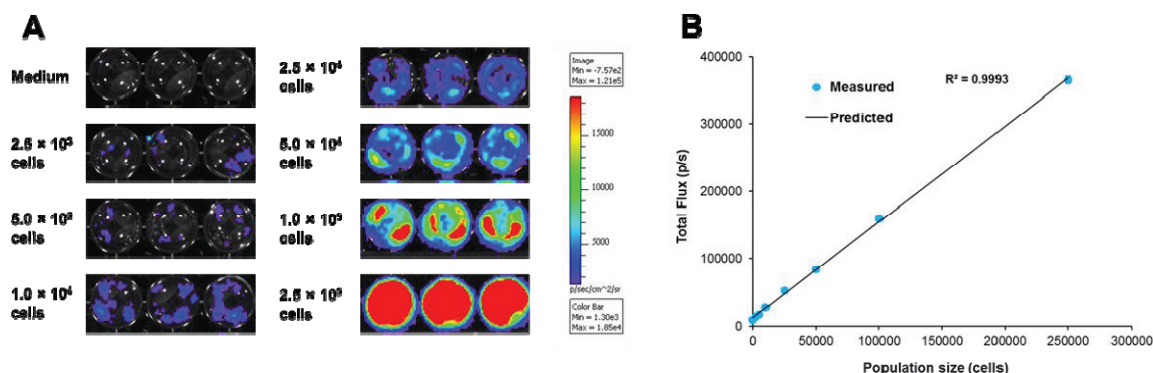 A
Medium
2.5 × 10³
cells
5.0 × 10³
cells
1.0 × 10⁴
cells
2.5 × 10⁴
cells
5.0 × 10⁴
cells
1.0 × 10⁵
cells
2.5 × 10⁵
cells
Image
Min = -7.57e2
Max = 1.21e5
15000
10000
5000
p/sec/cm^2/sr
Color Bar
Min = 1.30e3
Max = 1.85e4
B
400000
300000
200000
100000
0
Total Flux (p/s)
Measured
Predicted
R² = 0.9993
0 50000 100000 150000 200000 250000 300000
Population size (cells)